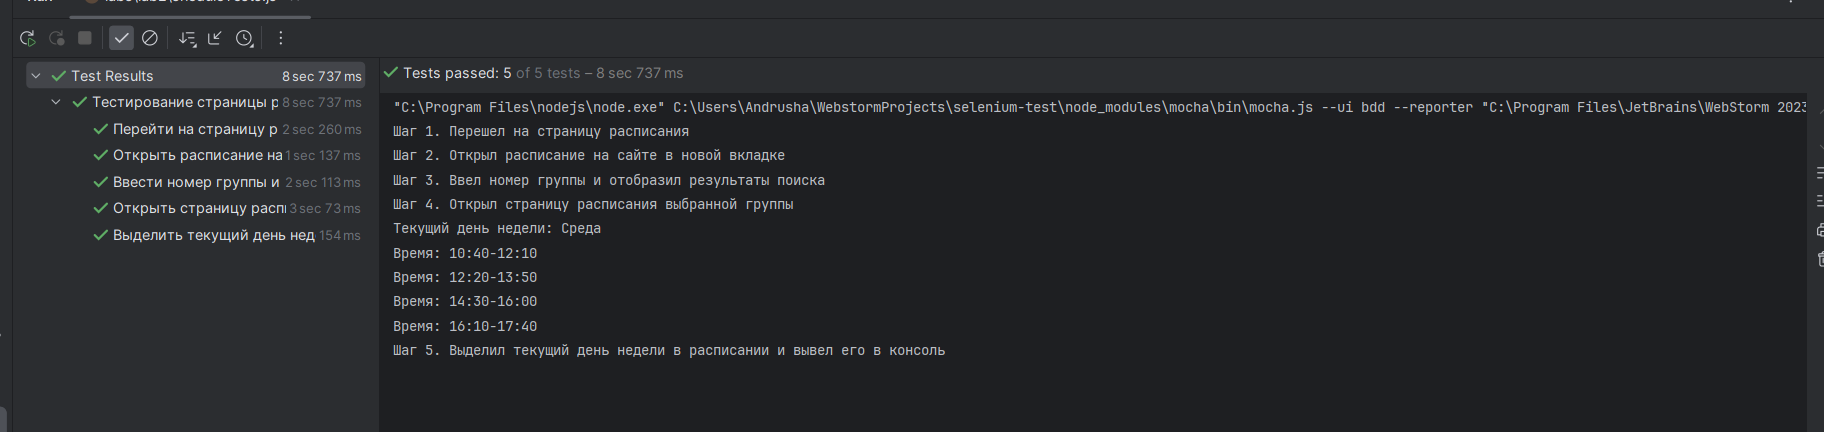 Test Results 8 sec 737 ms
Тестирование страницы р 8 sec 737 ms
Перейти на страницу р 2 sec 260 ms
Открыть расписание на 1 sec 137 ms
Ввести номер группы и 2 sec 113 ms
Открыть страницу расп 3 sec 73 ms
Выделить текущий день нед 154 ms
Tests passed: 5 of 5 tests – 8 sec 737 ms
"C:\Program Files\nodejs\node.exe" C:\Users\Andrusha\WebstormProjects\selenium-test\node_modules\mocha\bin\mocha.js --ui bdd --reporter "C:\Program Files\JetBrains\WebStorm 2023
Шаг 1. Перешел на страницу расписания
Шаг 2. Открыл расписание на сайте в новой вкладке
Шаг 3. Ввел номер группы и отобразил результаты поиска
Шаг 4. Открыл страницу расписания выбранной группы
Текущий день недели: Среда
Время: 10:40-12:10
Время: 12:20-13:50
Время: 14:30-16:00
Время: 16:10-17:40
Шаг 5. Выделил текущий день недели в расписании и вывел его в консоль